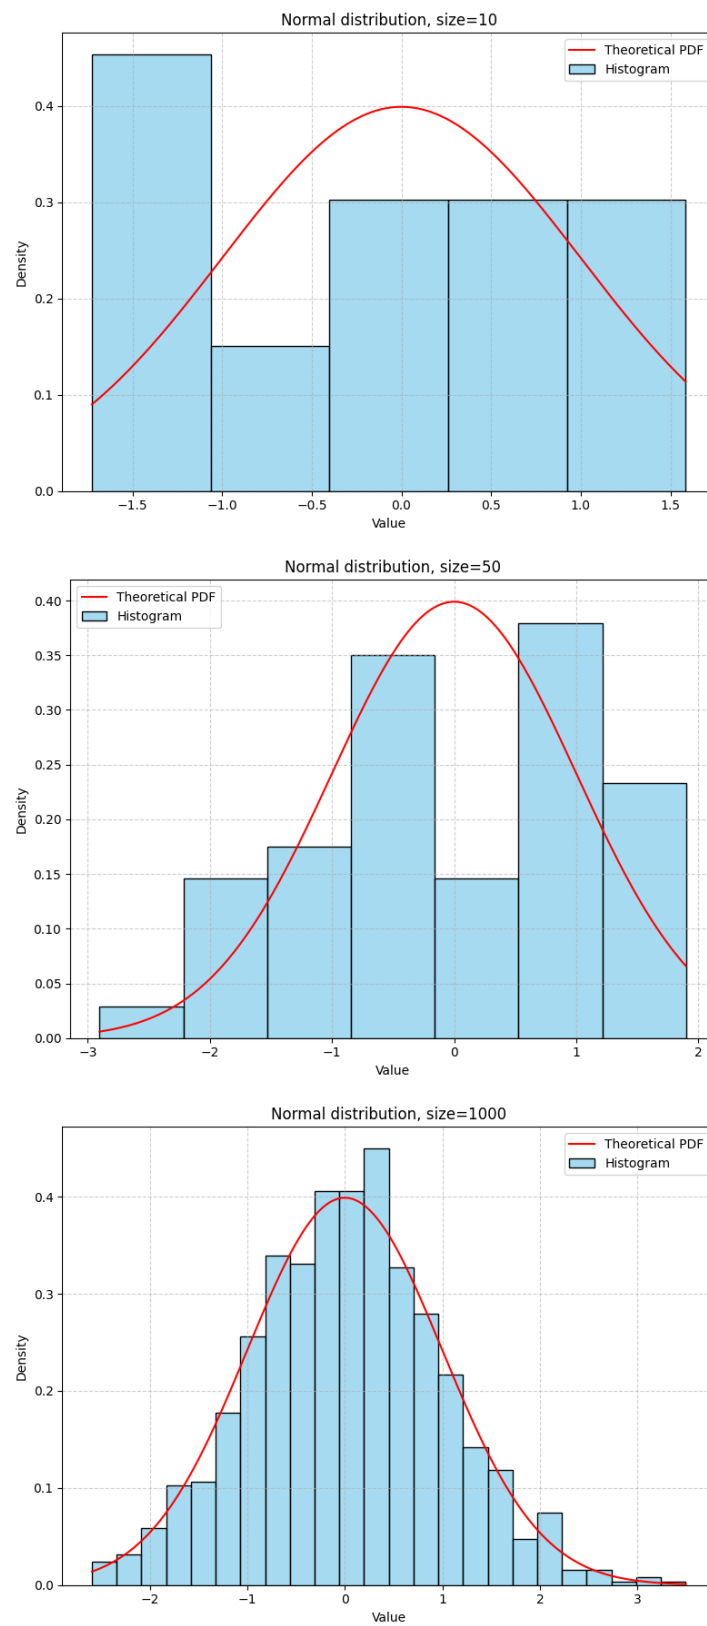 Normal distribution, size=10
Theoretical PDF
Histogram
0.4
0.3
0.2
0.1
0.0
Density
−1.5 −1.0 −0.5 0.0 0.5 1.0 1.5
Value
Normal distribution, size=50
Theoretical PDF
Histogram
0.40
0.35
0.30
0.25
0.20
0.15
0.10
0.05
0.00
Density
−3 −2 −1 0 1 2
Value
Normal distribution, size=1000
Theoretical PDF
Histogram
0.4
0.3
0.2
0.1
0.0
Density
−2 −1 0 1 2 3
Value